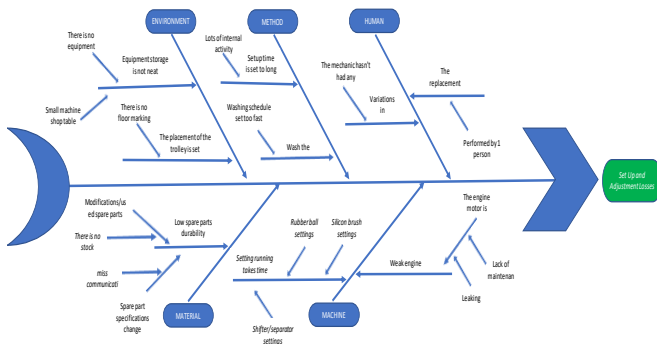 ENVIRONMENT
METHOD
HUMAN
There is no
equipment
Equipment storage
is not neat
Small machine
shop table
There is no
floor marking
The placement of the
trolley is set
Lots of internal
activity
Setup time
is set to long
Washing schedule
set too fast
Wash the
The mechanic hasn't
had any
Variations
in
The
replacement
Performed by 1
person
Set Up and
Adjustment Losses
Modifications/us
ed spare parts
There is no
stock
miss
communicati
Spare part
specifications
change
Low spare parts
durability
MATERIAL
Setting running
takes time
Rubber ball
settings
Silicon brush
settings
Shifter/separator
settings
MACHINE
Weak engine
The engine
motor is
Lack of
maintenan
Leaking